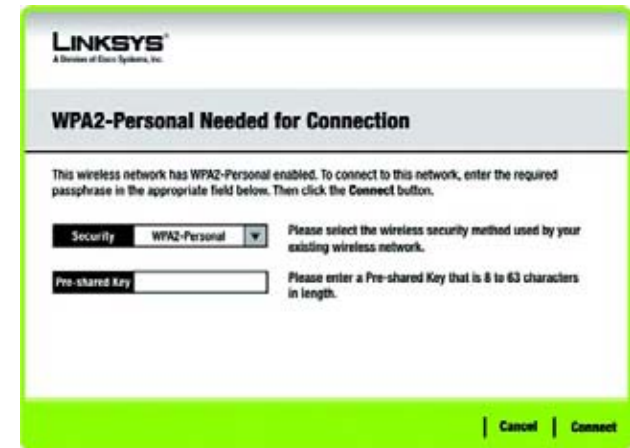 LINKSYS®
A Division of Cisco Systems, Inc.
WPA2-Personal Needed for Connection
This wireless network has WPA2-Personal enabled. To connect to this network, enter the required
passphrase in the appropriate field below. Then click the Connect button.
Security WPA2-Personal
Please select the wireless security method used by your
existing wireless network.
Pre-shared Key
Please enter a Pre-shared Key that is 8 to 63 characters
in length.
Cancel Connect